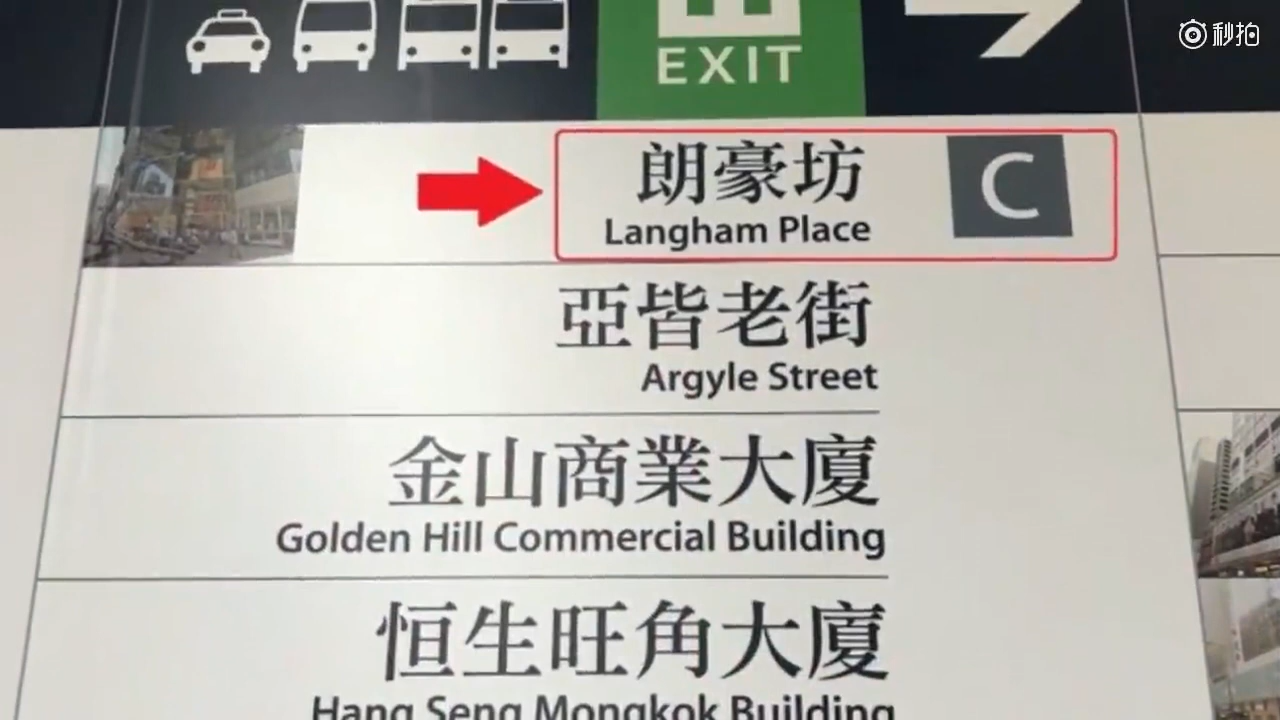 秒拍
EXIT
朗豪坊
Langham Place
C
亞皆老街
Argyle Street
金山商業大廈
Golden Hill Commercial Building
恒生旺角大廈
Hang Seng Mongkok Building